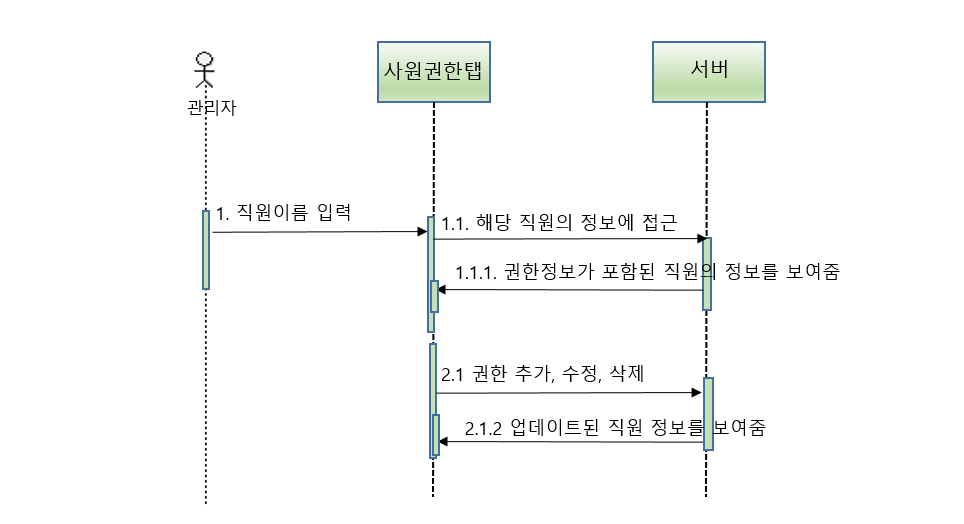 관리자
사원권한탭
서버
1. 직원이름 입력
1.1. 해당 직원의 정보에 접근
1.1.1. 권한정보가 포함된 직원의 정보를 보여줌
2.1 권한 추가, 수정, 삭제
2.1.2 업데이트된 직원 정보를 보여줌